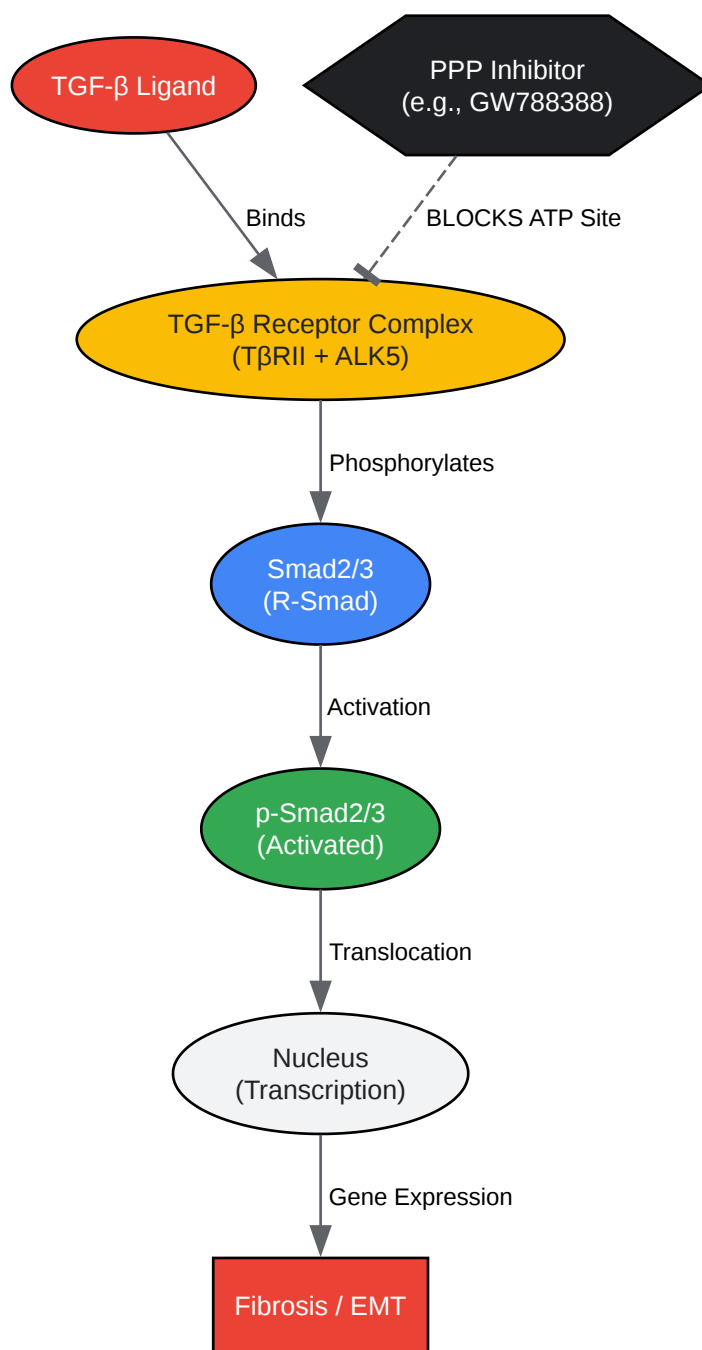 TGF-β Ligand
PPP Inhibitor
(e.g., GW788388)
Binds
BLOCKS ATP Site
TGF-β Receptor Complex
(TβRII + ALK5)
Phosphorylates
Smad2/3
(R-Smad)
Activation
p-Smad2/3
(Activated)
Translocation
Nucleus
(Transcription)
Gene Expression
Fibrosis / EMT